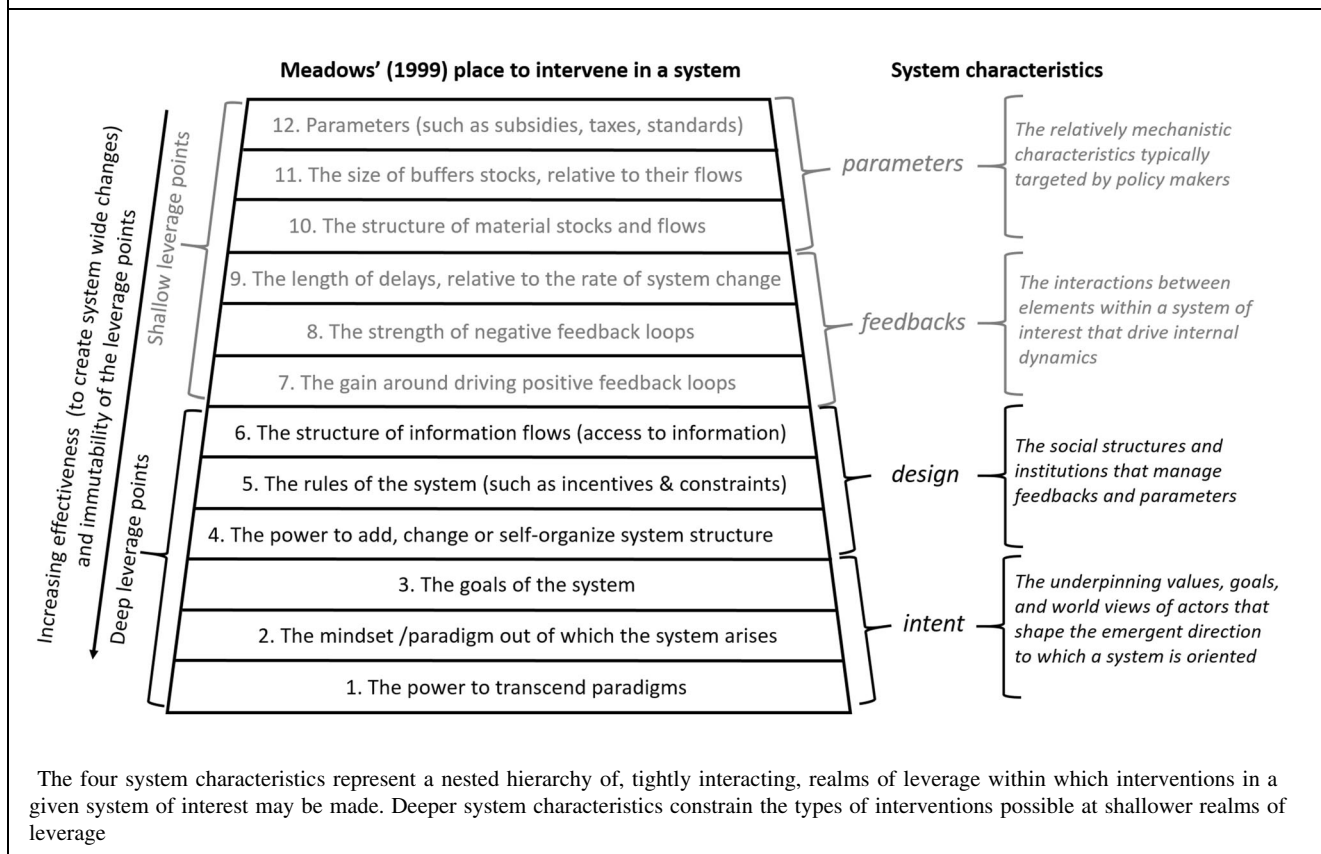 Meadows' (1999) place to intervene in a system
System characteristics
Increasing effectiveness (to create system wide changes)
and immutability of the leverage points
Shallow leverage points
Deep leverage points
12. Parameters (such as subsidies, taxes, standards)
11. The size of buffers stocks, relative to their flows
10. The structure of material stocks and flows
9. The length of delays, relative to the rate of system change
8. The strength of negative feedback loops
7. The gain around driving positive feedback loops
6. The structure of information flows (access to information)
5. The rules of the system (such as incentives & constraints)
4. The power to add, change or self-organize system structure
3. The goals of the system
2. The mindset /paradigm out of which the system arises
1. The power to transcend paradigms
parameters
The relatively mechanistic
characteristics typically
targeted by policy makers
feedbacks
The interactions between
elements within a system of
interest that drive internal
dynamics
design
The social structures and
institutions that manage
feedbacks and parameters
intent
The underpinning values, goals,
and world views of actors that
shape the emergent direction
to which a system is oriented
The four system characteristics represent a nested hierarchy of, tightly interacting, realms of leverage within which interventions in a
given system of interest may be made. Deeper system characteristics constrain the types of interventions possible at shallower realms of
leverage